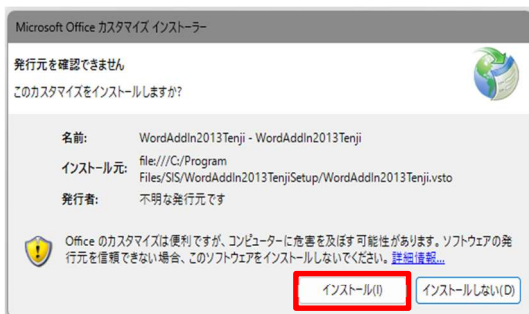 Microsoft Office カスタマイズ インストーラー
発行元を確認できません
このカスタマイズをインストールしますか?
名前: WordAddIn2013Tenji - WordAddIn2013Tenji
インストール元: file:///C:/Program
Files/SIS/WordAddIn2013TenjiSetup/WordAddIn2013Tenji.vsto
発行者: 不明な発行元です
Office のカスタマイズは便利ですが、コンピューターに危害を及ぼす可能性があります。ソフトウェアの発
行元を信頼できない場合、このソフトウェアをインストールしないでください。詳細情報...
インストール(I) インストールしない(D)